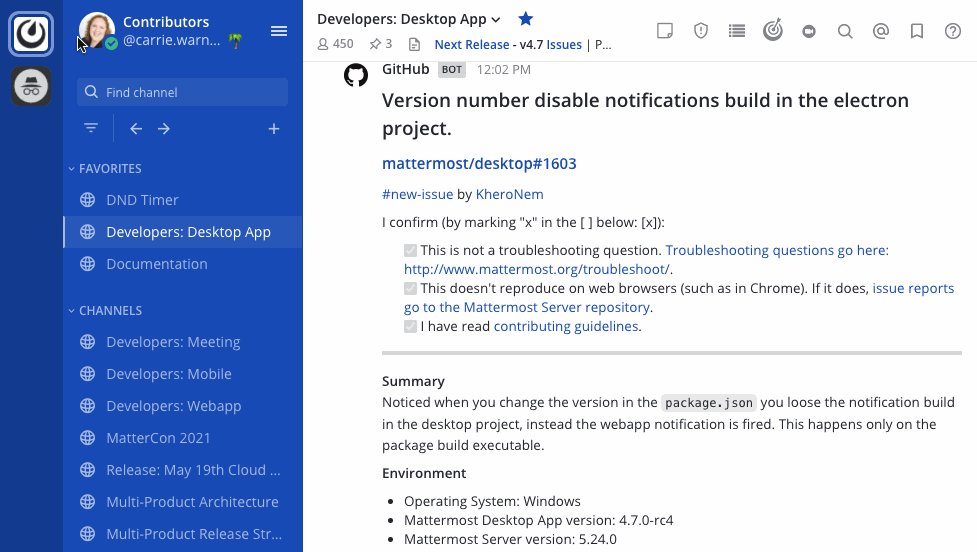 Contributors
@carrie.warn...
Find channel
FAVORITES
DND Timer
Developers: Desktop App
Documentation
CHANNELS
Developers: Meeting
Developers: Mobile
Developers: Webapp
MatterCon 2021
Release: May 19th Cloud ...
Multi-Product Architecture
Multi-Product Release Str...
Developers: Desktop App
450 3 Next Release - v4.7 Issues | P...
GitHub BOT 12:02 PM
Version number disable notifications build in the electron
project.
mattermost/desktop#1603
#new-issue by KheroNem
I confirm (by marking "x" in the [ ] below: [x]):
This is not a troubleshooting question. Troubleshooting questions go here:
http://www.mattermost.org/troubleshoot/.
This doesn't reproduce on web browsers (such as in Chrome). If it does, issue reports
go to the Mattermost Server repository.
I have read contributing guidelines.
Summary
Noticed when you change the version in the package.json you loose the notification build
in the desktop project, instead the webapp notification is fired. This happens only on the
package build executable.
Environment
• Operating System: Windows
• Mattermost Desktop App version: 4.7.0-rc4
• Mattermost Server version: 5.24.0